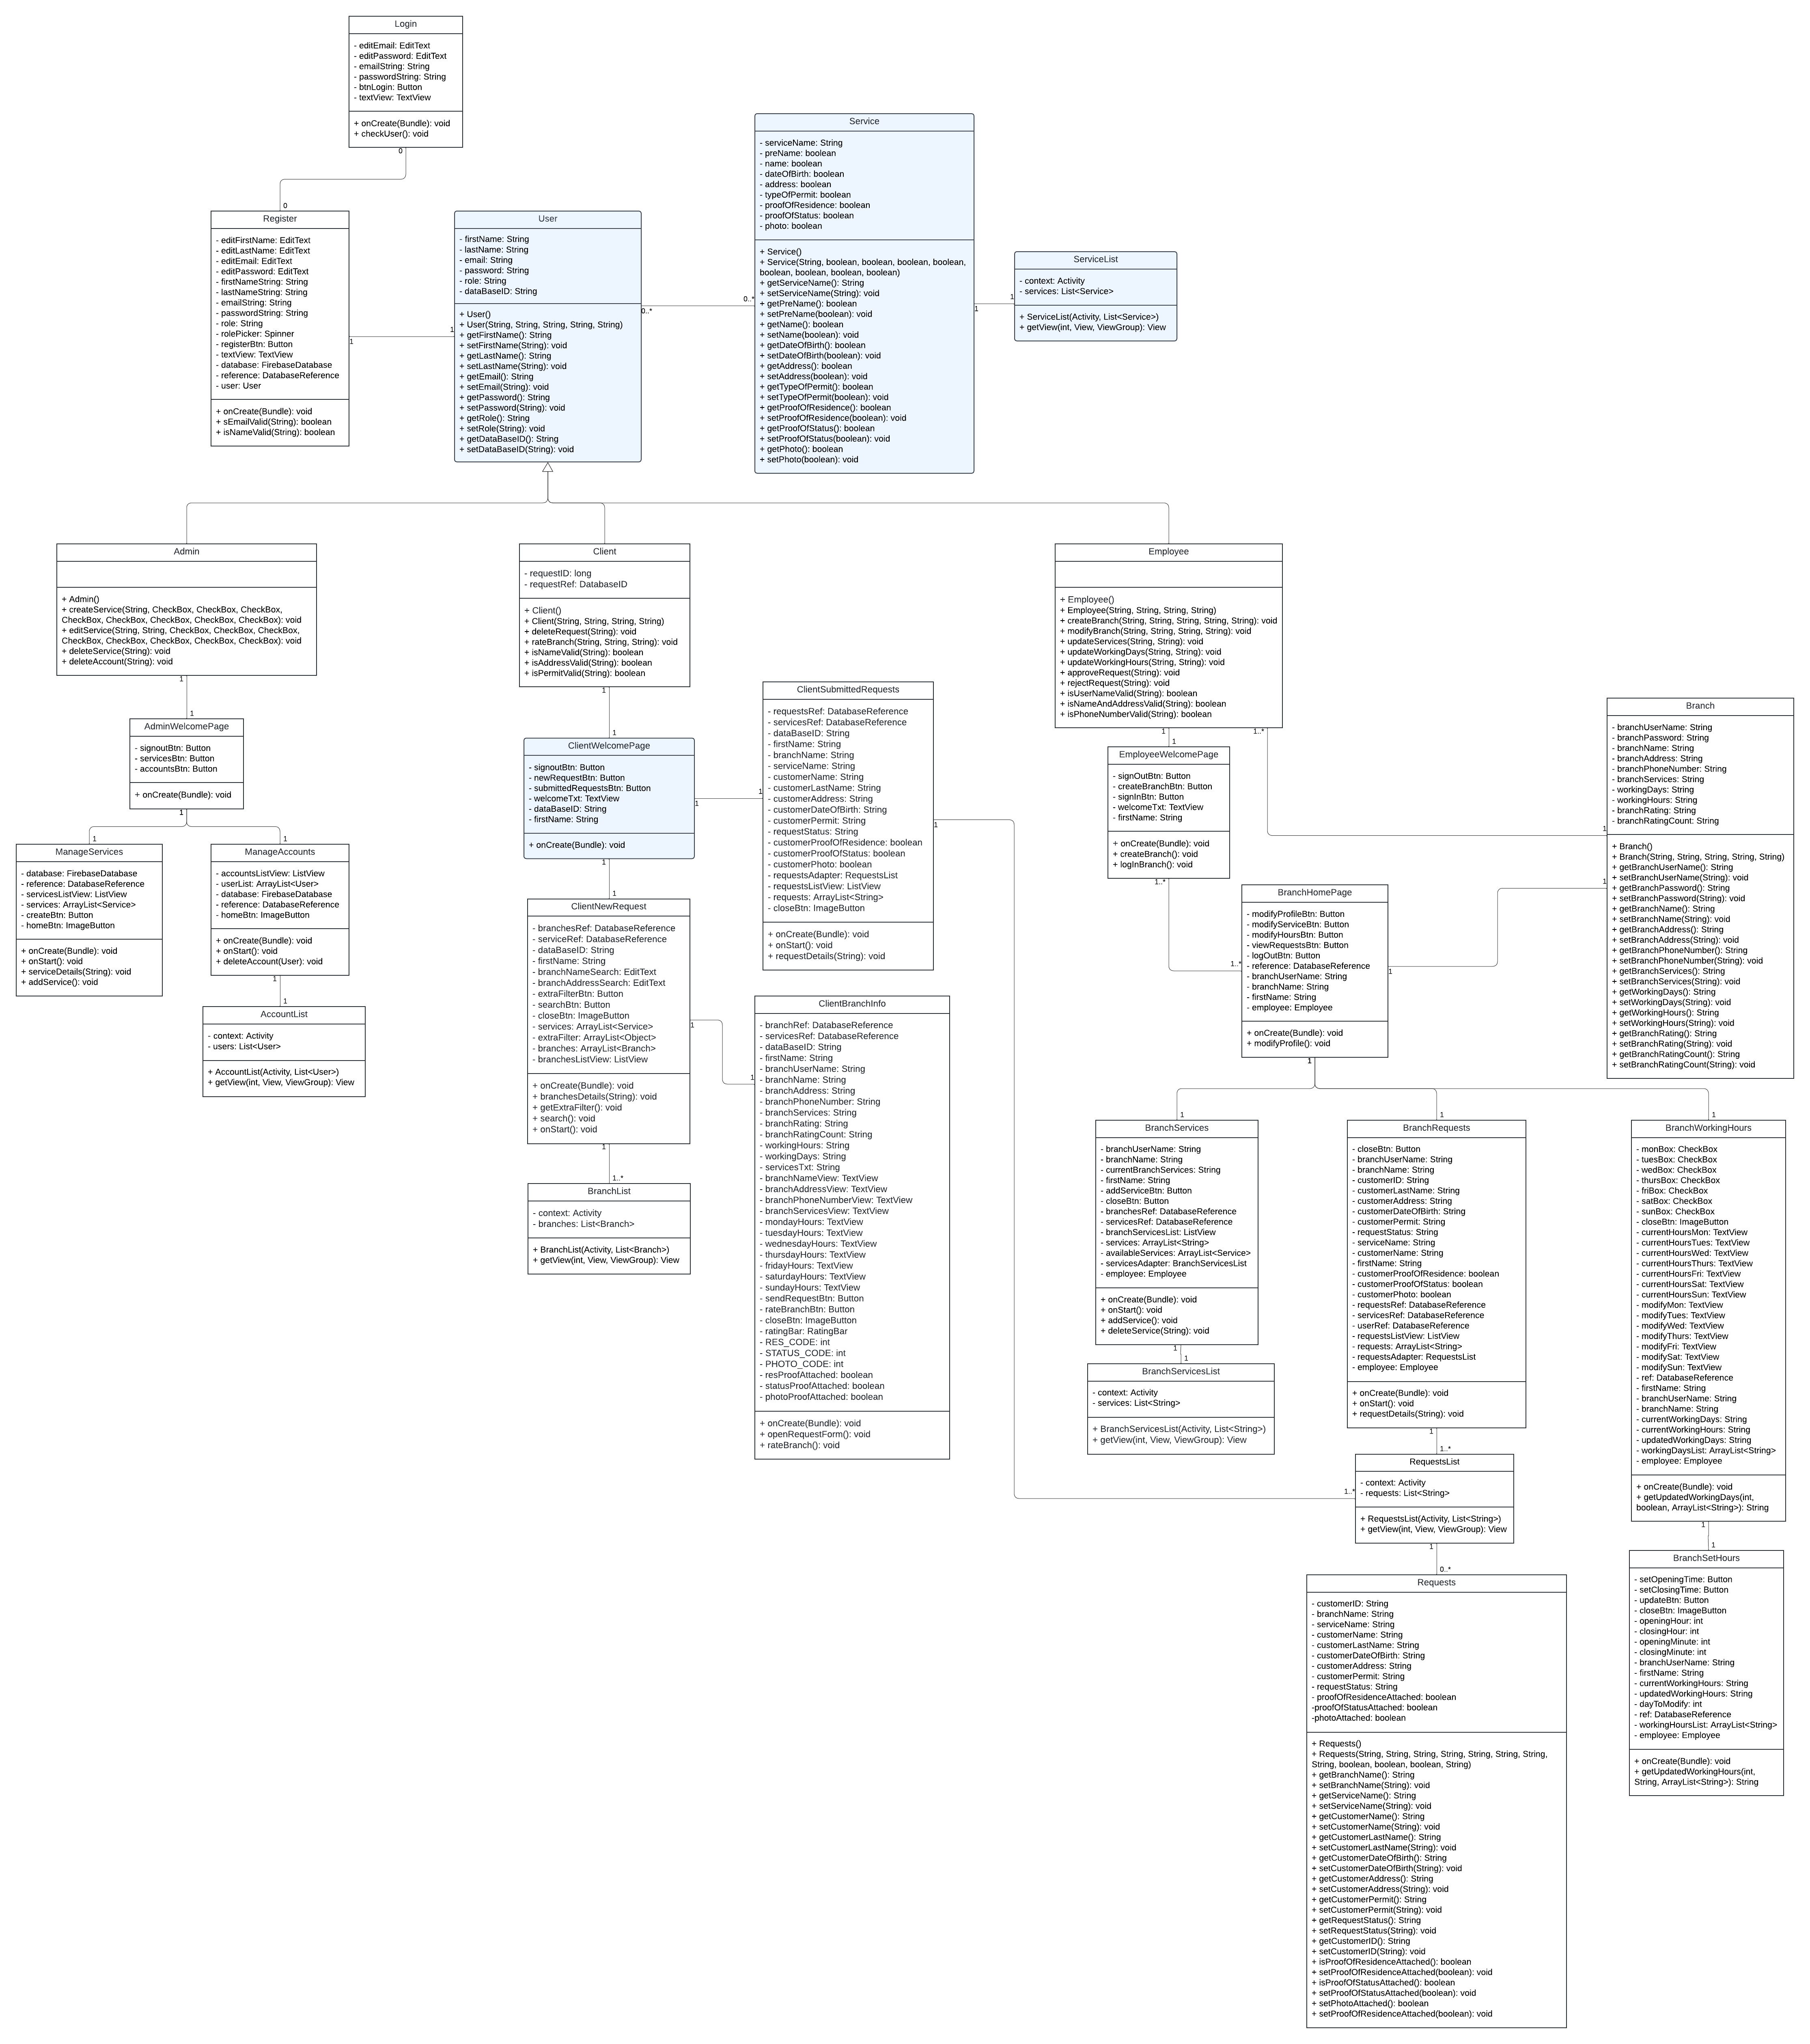 Login
- editEmail: EditText
- editPassword: EditText
- emailString: String
- passwordString: String
- btnLogin: Button
- textView: TextView
+ onCreate(Bundle): void
+ checkUser(): void
0
0
Register
- editFirstName: EditText
- editLastName: EditText
- editEmail: EditText
- editPassword: EditText
- firstNameString: String
- lastNameString: String
- emailString: String
- passwordString: String
- role: String
- rolePicker: Spinner
- registerBtn: Button
- textView: TextView
- database: FirebaseDatabase
- reference: DatabaseReference
- user: User
+ onCreate(Bundle): void
+ sEmailValid(String): boolean
+ isNameValid(String): boolean
1
1
User
- firstName: String
- lastName: String
- email: String
- password: String
- role: String
- dataBaseID: String
+ User()
+ User(String, String, String, String, String)
+ getFirstName(): String
+ setFirstName(String): void
+ getLastName(): String
+ setLastName(String): void
+ getEmail(): String
+ setEmail(String): void
+ getPassword(): String
+ setPassword(String): void
+ getRole(): String
+ setRole(String): void
+ getDataBaseID(): String
+ setDataBaseID(String): void
0..*
0..*
Service
- serviceName: String
- preName: boolean
- name: boolean
- dateOfBirth: boolean
- address: boolean
- typeOfPermit: boolean
- proofOfResidence: boolean
- proofOfStatus: boolean
- photo: boolean
+ Service()
+ Service(String, boolean, boolean, boolean, boolean,
boolean, boolean, boolean, boolean)
+ getServiceName(): String
+ setServiceName(String): void
+ getPreName(): boolean
+ setPreName(boolean): void
+ getName(): boolean
+ setName(boolean): void
+ getDateOfBirth(): boolean
+ setDateOfBirth(boolean): void
+ getAddress(): boolean
+ setAddress(boolean): void
+ getTypeOfPermit(): boolean
+ setTypeOfPermit(boolean): void
+ getProofOfResidence(): boolean
+ setProofOfResidence(boolean): void
+ getProofOfStatus(): boolean
+ setProofOfStatus(boolean): void
+ getPhoto(): boolean
+ setPhoto(boolean): void
1
1
ServiceList
- context: Activity
- services: List<Service>
+ ServiceList(Activity, List<Service>)
+ getView(int, View, ViewGroup): View
Admin
+ Admin()
+ createService(String, CheckBox, CheckBox, CheckBox,
CheckBox, CheckBox, CheckBox, CheckBox, CheckBox): void
+ editService(String, String, CheckBox, CheckBox, CheckBox,
CheckBox, CheckBox, CheckBox, CheckBox, CheckBox): void
+ deleteService(String): void
+ deleteAccount(String): void
1
1
AdminWelcomePage
- signoutBtn: Button
- servicesBtn: Button
- accountsBtn: Button
+ onCreate(Bundle): void
1
1
1
ManageServices
- database: FirebaseDatabase
- reference: DatabaseReference
- servicesListView: ListView
- services: ArrayList<Service>
- createBtn: Button
- homeBtn: ImageButton
+ onCreate(Bundle): void
+ onStart(): void
+ serviceDetails(String): void
+ addService(): void
ManageAccounts
- accountsListView: ListView
- userList: ArrayList<User>
- database: FirebaseDatabase
- reference: DatabaseReference
- homeBtn: ImageButton
+ onCreate(Bundle): void
+ onStart(): void
+ deleteAccount(User): void
1
1
AccountList
- context: Activity
- users: List<User>
+ AccountList(Activity, List<User>)
+ getView(int, View, ViewGroup): View
Client
- requestID: long
- requestRef: DatabaseID
+ Client()
+ Client(String, String, String, String)
+ deleteRequest(String): void
+ rateBranch(String, String, String): void
+ isNameValid(String): boolean
+ isAddressValid(String): boolean
+ isPermitValid(String): boolean
1
1
ClientWelcomePage
- signoutBtn: Button
- newRequestBtn: Button
- submittedRequestsBtn: Button
- welcomeTxt: TextView
- dataBaseID: String
- firstName: String
+ onCreate(Bundle): void
1
1
1
1
ClientNewRequest
- branchesRef: DatabaseReference
- serviceRef: DatabaseReference
- dataBaseID: String
- firstName: String
- branchNameSearch: EditText
- branchAddressSearch: EditText
- extraFilterBtn: Button
- searchBtn: Button
- closeBtn: ImageButton
- services: ArrayList<Service>
- extraFilter: ArrayList<Object>
- branches: ArrayList<Branch>
- branchesListView: ListView
+ onCreate(Bundle): void
+ branchesDetails(String): void
+ getExtraFilter(): void
+ search(): void
+ onStart(): void
1
1
1
1..*
BranchList
- context: Activity
- branches: List<Branch>
+ BranchList(Activity, List<Branch>)
+ getView(int, View, ViewGroup): View
ClientSubmittedRequests
- requestsRef: DatabaseReference
- servicesRef: DatabaseReference
- dataBaseID: String
- firstName: String
- branchName: String
- serviceName: String
- customerName: String
- customerLastName: String
- customerAddress: String
- customerDateOfBirth: String
- customerPermit: String
- requestStatus: String
- customerProofOfResidence: boolean
- customerProofOfStatus: boolean
- customerPhoto: boolean
- requestsAdapter: RequestsList
- requestsListView: ListView
- requests: ArrayList<String>
- closeBtn: ImageButton
+ onCreate(Bundle): void
+ onStart(): void
+ requestDetails(String): void
1
ClientBranchInfo
- branchRef: DatabaseReference
- servicesRef: DatabaseReference
- dataBaseID: String
- firstName: String
- branchUserName: String
- branchName: String
- branchAddress: String
- branchPhoneNumber: String
- branchServices: String
- branchRating: String
- branchRatingCount: String
- workingHours: String
- workingDays: String
- servicesTxt: String
- branchNameView: TextView
- branchAddressView: TextView
- branchPhoneNumberView: TextView
- branchServicesView: TextView
- mondayHours: TextView
- tuesdayHours: TextView
- wednesdayHours: TextView
- thursdayHours: TextView
- fridayHours: TextView
- saturdayHours: TextView
- sundayHours: TextView
- sendRequestBtn: Button
- rateBranchBtn: Button
- closeBtn: ImageButton
- ratingBar: RatingBar
- RES_CODE: int
- STATUS_CODE: int
- PHOTO_CODE: int
- resProofAttached: boolean
- statusProofAttached: boolean
- photoProofAttached: boolean
+ onCreate(Bundle): void
+ openRequestForm(): void
+ rateBranch(): void
Employee
+ Employee()
+ Employee(String, String, String, String)
+ createBranch(String, String, String, String, String): void
+ modifyBranch(String, String, String, String): void
+ updateServices(String, String): void
+ updateWorkingDays(String, String): void
+ updateWorkingHours(String, String): void
+ approveRequest(String): void
+ rejectRequest(String): void
+ isUserNameValid(String): boolean
+ isNameAndAddressValid(String): boolean
+ isPhoneNumberValid(String): boolean
1
1..*
1
EmployeeWelcomePage
- signOutBtn: Button
- createBranchBtn: Button
- signInBtn: Button
- welcomeTxt: TextView
- firstName: String
+ onCreate(Bundle): void
+ createBranch(): void
+ logInBranch(): void
1..*
1..*
BranchHomePage
- modifyProfileBtn: Button
- modifyServiceBtn: Button
- modifyHoursBtn: Button
- viewRequestsBtn: Button
- logOutBtn: Button
- reference: DatabaseReference
- branchUserName: String
- branchName: String
- firstName: String
- employee: Employee
+ onCreate(Bundle): void
+ modifyProfile(): void
1
1
1
1
Branch
- branchUserName: String
- branchPassword: String
- branchName: String
- branchAddress: String
- branchPhoneNumber: String
- branchServices: String
- workingDays: String
- workingHours: String
- branchRating: String
- branchRatingCount: String
+ Branch()
+ Branch(String, String, String, String, String)
+ getBranchUserName(): String
+ setBranchUserName(String): void
+ getBranchPassword(): String
+ setBranchPassword(String): void
+ getBranchName(): String
+ setBranchName(String): void
+ getBranchAddress(): String
+ setBranchAddress(String): void
+ getBranchPhoneNumber(): String
+ setBranchPhoneNumber(String): void
+ getBranchServices(): String
+ setBranchServices(String): void
+ getWorkingDays(): String
+ setWorkingDays(String): void
+ getWorkingHours(): String
+ setWorkingHours(String): void
+ getBranchRating(): String
+ setBranchRating(String): void
+ getBranchRatingCount(): String
+ setBranchRatingCount(String): void
1
1
1
BranchServices
- branchUserName: String
- branchName: String
- currentBranchServices: String
- firstName: String
- addServiceBtn: Button
- closeBtn: Button
- branchesRef: DatabaseReference
- servicesRef: DatabaseReference
- branchServicesList: ListView
- services: ArrayList<String>
- availableServices: ArrayList<Service>
- servicesAdapter: BranchServicesList
- employee: Employee
+ onCreate(Bundle): void
+ onStart(): void
+ addService(): void
+ deleteService(String): void
1
1
BranchServicesList
- context: Activity
- services: List<String>
+ BranchServicesList(Activity, List<String>)
+ getView(int, View, ViewGroup): View
BranchRequests
- closeBtn: Button
- branchUserName: String
- branchName: String
- customerID: String
- customerLastName: String
- customerAddress: String
- customerDateOfBirth: String
- customerPermit: String
- requestStatus: String
- serviceName: String
- customerName: String
- firstName: String
- customerProofOfResidence: boolean
- customerProofOfStatus: boolean
- customerPhoto: boolean
- requestsRef: DatabaseReference
- servicesRef: DatabaseReference
- userRef: DatabaseReference
- requestsListView: ListView
- requests: ArrayList<String>
- requestsAdapter: RequestsList
- employee: Employee
+ onCreate(Bundle): void
+ onStart(): void
+ requestDetails(String): void
1
1..*
1..*
RequestsList
- context: Activity
- requests: List<String>
+ RequestsList(Activity, List<String>)
+ getView(int, View, ViewGroup): View
1
0..*
Requests
- customerID: String
- branchName: String
- serviceName: String
- customerName: String
- customerLastName: String
- customerDateOfBirth: String
- customerAddress: String
- customerPermit: String
- requestStatus: String
- proofOfResidenceAttached: boolean
-proofOfStatusAttached: boolean
-photoAttached: boolean
+ Requests()
+ Requests(String, String, String, String, String, String, String,
String, boolean, boolean, boolean, String)
+ getBranchName(): String
+ setBranchName(String): void
+ getServiceName(): String
+ setServiceName(String): void
+ getCustomerName(): String
+ setCustomerName(String): void
+ getCustomerLastName(): String
+ setCustomerLastName(String): void
+ getCustomerDateOfBirth(): String
+ setCustomerDateOfBirth(String): void
+ getCustomerAddress(): String
+ setCustomerAddress(String): void
+ getCustomerPermit(): String
+ setCustomerPermit(String): void
+ getRequestStatus(): String
+ setRequestStatus(String): void
+ getCustomerID(): String
+ setCustomerID(String): void
+ isProofOfResidenceAttached(): boolean
+ setProofOfResidenceAttached(boolean): void
+ isProofOfStatusAttached(): boolean
+ setProofOfStatusAttached(boolean): void
+ setPhotoAttached(): boolean
+ setProofOfResidenceAttached(boolean): void
BranchWorkingHours
- monBox: CheckBox
- tuesBox: CheckBox
- wedBox: CheckBox
- thursBox: CheckBox
- friBox: CheckBox
- satBox: CheckBox
- sunBox: CheckBox
- closeBtn: ImageButton
- currentHoursMon: TextView
- currentHoursTues: TextView
- currentHoursWed: TextView
- currentHoursThurs: TextView
- currentHoursFri: TextView
- currentHoursSat: TextView
- currentHoursSun: TextView
- modifyMon: TextView
- modifyTues: TextView
- modifyWed: TextView
- modifyThurs: TextView
- modifyFri: TextView
- modifySat: TextView
- modifySun: TextView
- ref: DatabaseReference
- firstName: String
- branchUserName: String
- branchName: String
- currentWorkingDays: String
- currentWorkingHours: String
- updatedWorkingDays: String
- workingDaysList: ArrayList<String>
- employee: Employee
+ onCreate(Bundle): void
+ getUpdatedWorkingDays(int,
boolean, ArrayList<String>): String
1
1
BranchSetHours
- setOpeningTime: Button
- setClosingTime: Button
- updateBtn: Button
- closeBtn: ImageButton
- openingHour: int
- closingHour: int
- openingMinute: int
- closingMinute: int
- branchUserName: String
- firstName: String
- currentWorkingHours: String
- updatedWorkingHours: String
- dayToModify: int
- ref: DatabaseReference
- workingHoursList: ArrayList<String>
- employee: Employee
+ onCreate(Bundle): void
+ getUpdatedWorkingHours(int,
String, ArrayList<String>): String